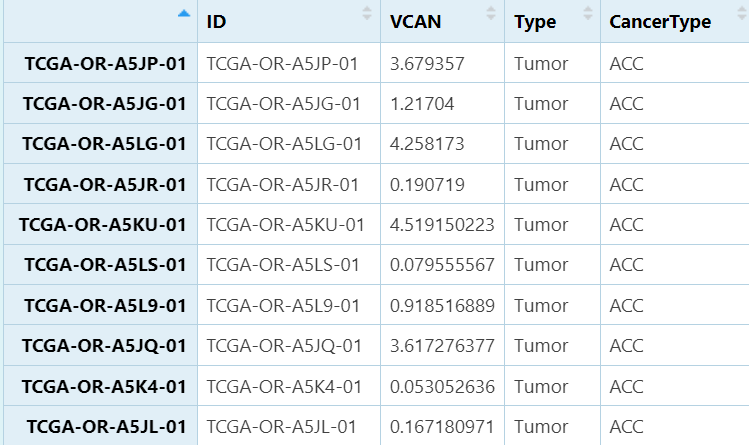 ID VCAN Type CancerType
TCGA-OR-A5JP-01 TCGA-OR-A5JP-01 3.679357 Tumor ACC
TCGA-OR-A5JG-01 TCGA-OR-A5JG-01 1.21704 Tumor ACC
TCGA-OR-A5LG-01 TCGA-OR-A5LG-01 4.258173 Tumor ACC
TCGA-OR-A5JR-01 TCGA-OR-A5JR-01 0.190719 Tumor ACC
TCGA-OR-A5KU-01 TCGA-OR-A5KU-01 4.519150223 Tumor ACC
TCGA-OR-A5LS-01 TCGA-OR-A5LS-01 0.079555567 Tumor ACC
TCGA-OR-A5L9-01 TCGA-OR-A5L9-01 0.918516889 Tumor ACC
TCGA-OR-A5JQ-01 TCGA-OR-A5JQ-01 3.617276377 Tumor ACC
TCGA-OR-A5K4-01 TCGA-OR-A5K4-01 0.053052636 Tumor ACC
TCGA-OR-A5JL-01 TCGA-OR-A5JL-01 0.167180971 Tumor ACC